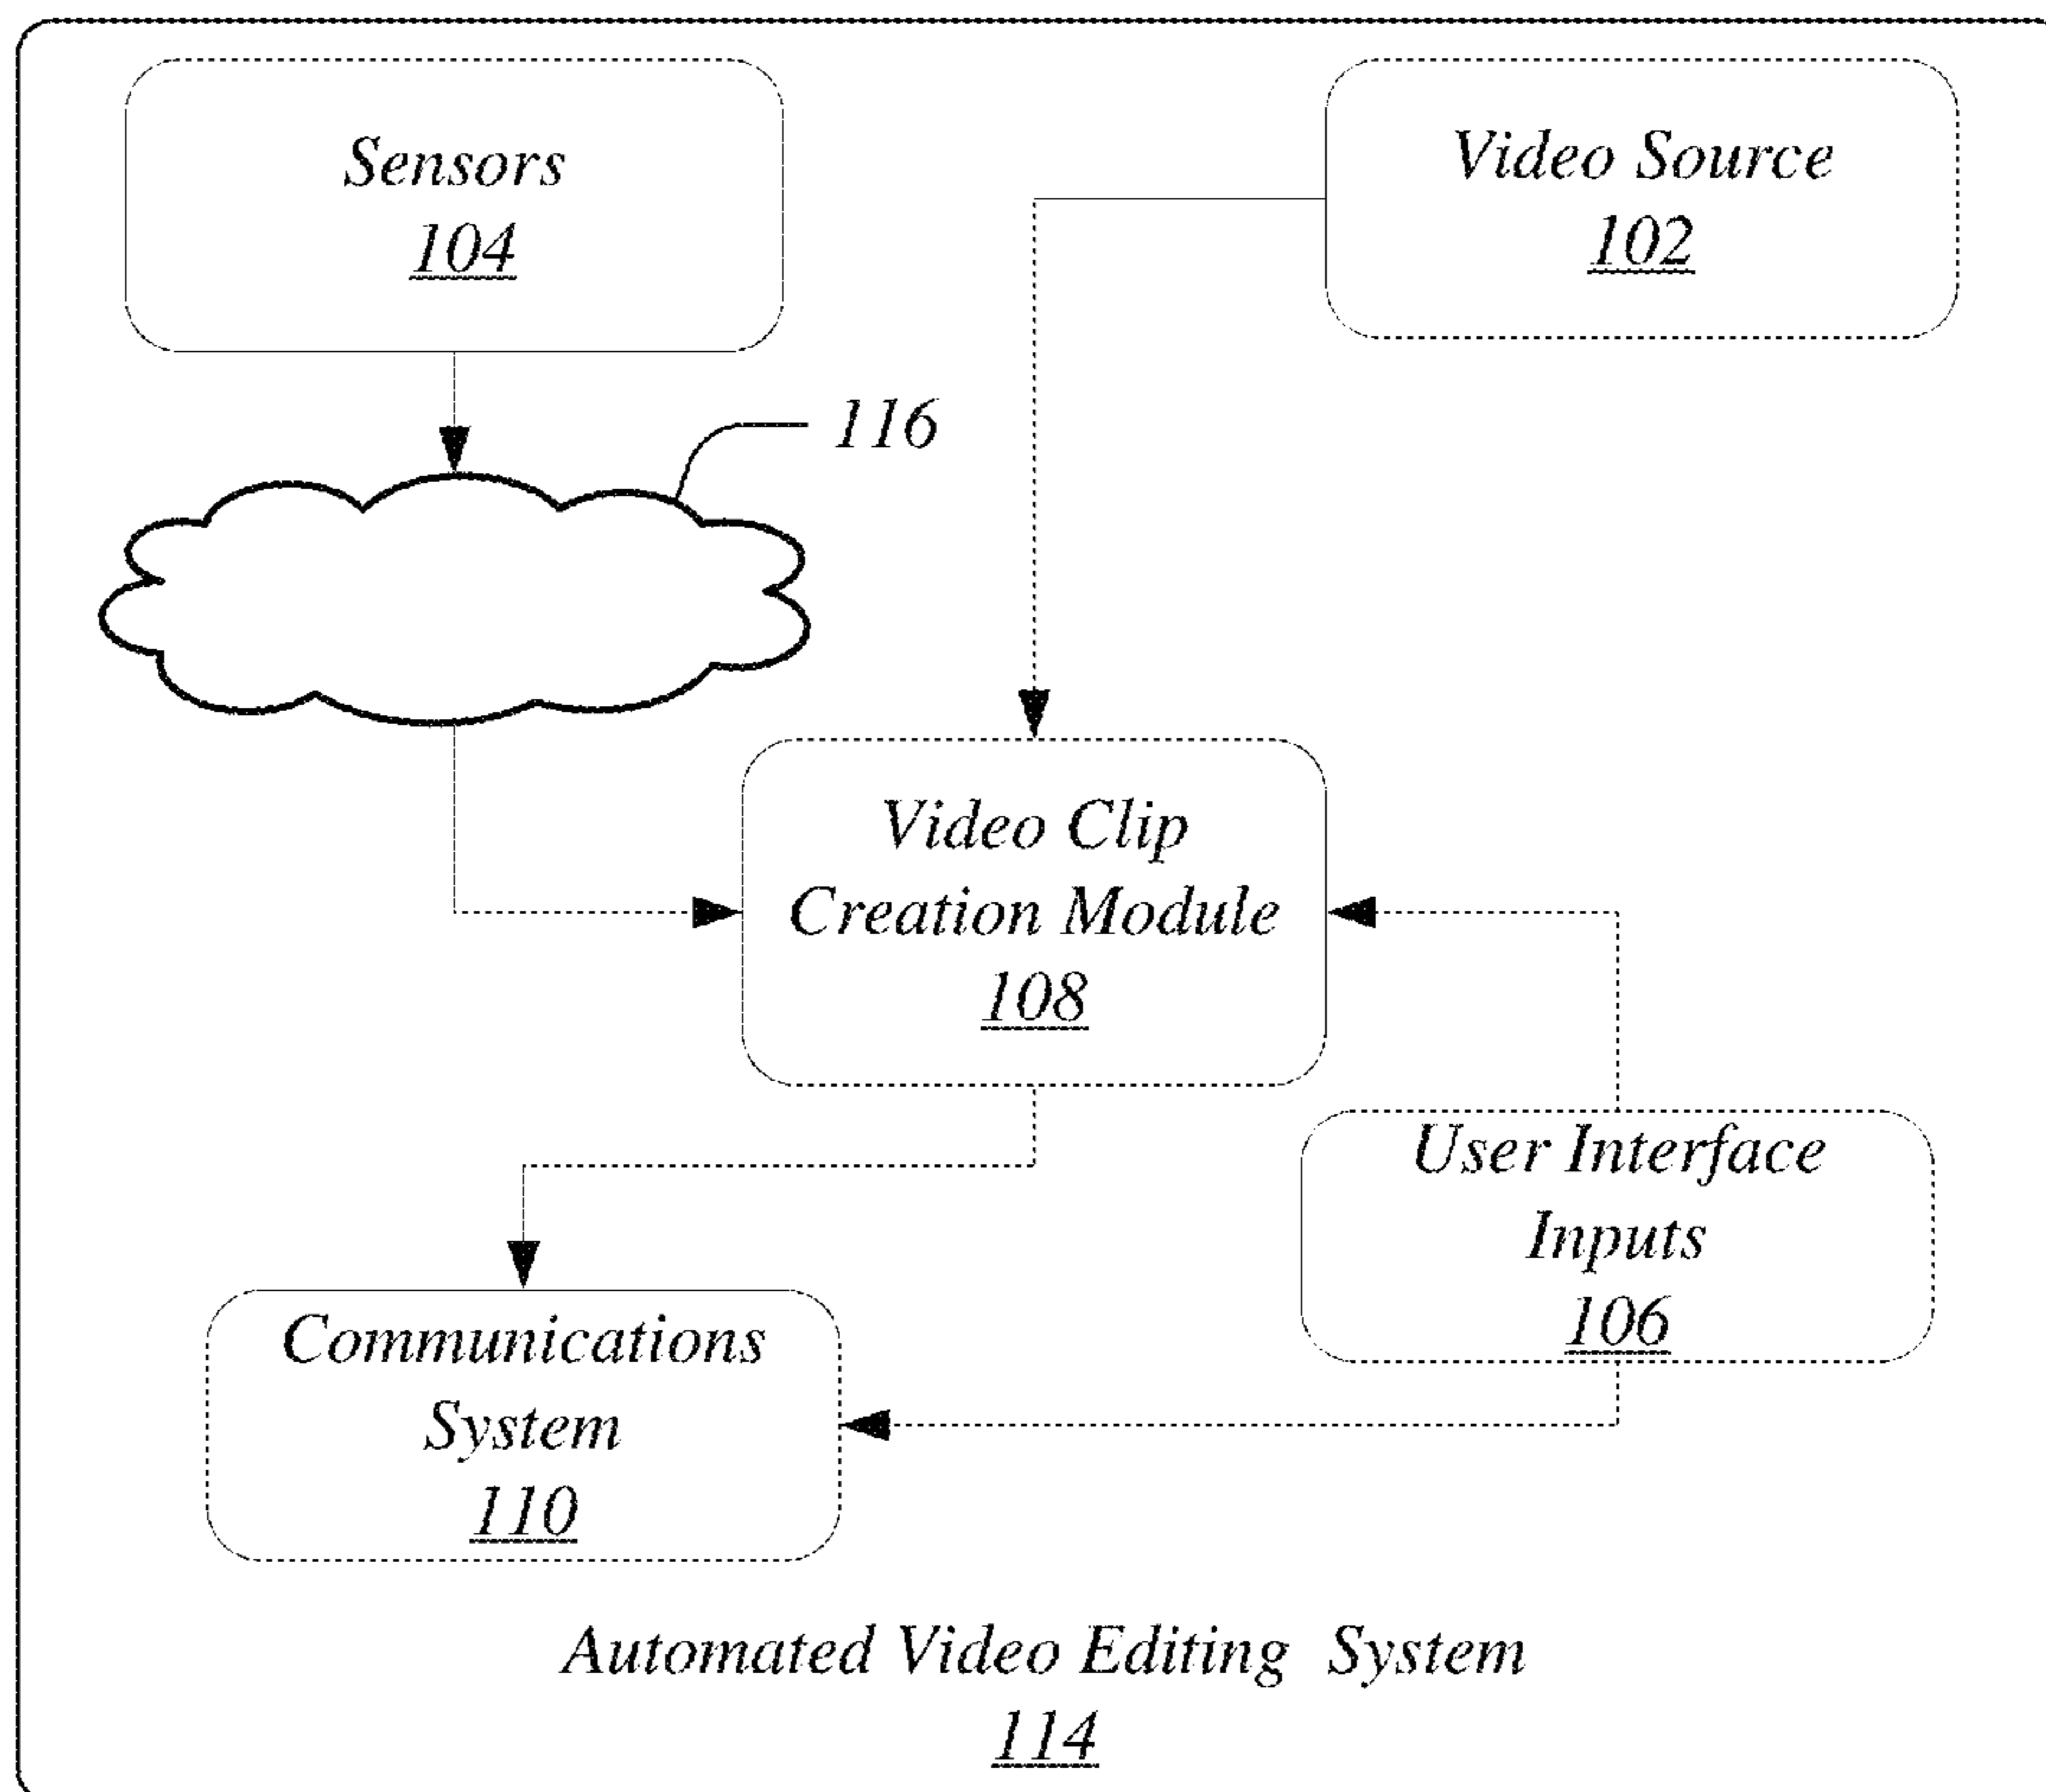 Sensors
104
Video Source
102
116
Video Clip
Creation Module
108
User Interface
Inputs
106
Communications
System
110
Automated Video Editing System
114